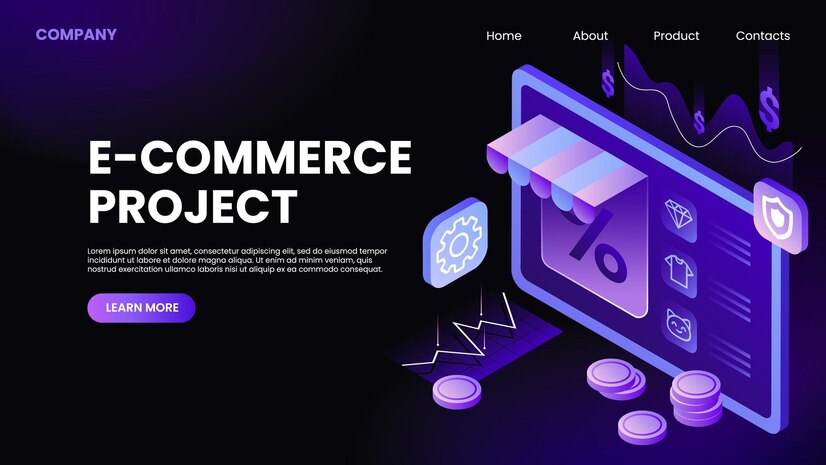 COMPANY
Home About Product Contacts
E-COMMERCE
PROJECT
Lorem ipsum dolor sit amet, consectetur adipiscing elit, sed do eiusmod tempor
incididunt ut labore et dolore magna aliqua. Ut enim ad minim veniam, quis
nostrud exercitation ullamco laboris nisi ut aliquip ex ea commodo consequat.
LEARN MORE
%
$
$
$